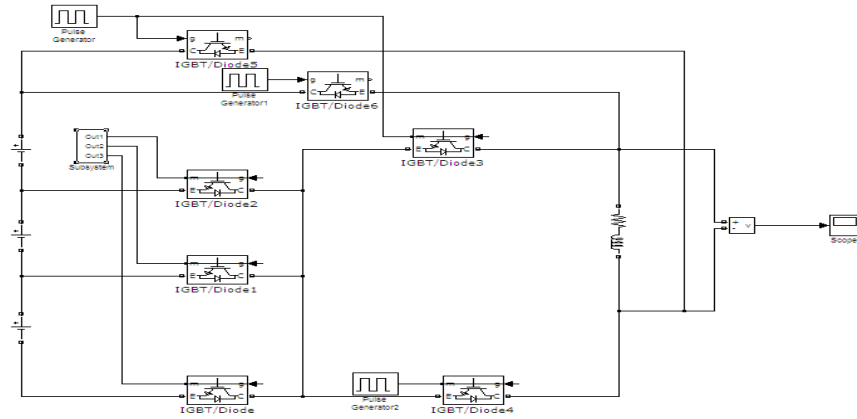 Pulse
Generator
g
m
C
E
IGBT/Diode5
Pulse
Generator1
g
m
C
E
IGBT/Diode6
Out1
Out2
Out3
Subsystem
m
g
E
C
IGBT/Diode3
m
g
E
C
IGBT/Diode2
+
-
v
Scope
m
g
E
C
IGBT/Diode1
m
g
E
C
IGBT/Diode
Pulse
Generator2
m
g
E
C
IGBT/Diode4